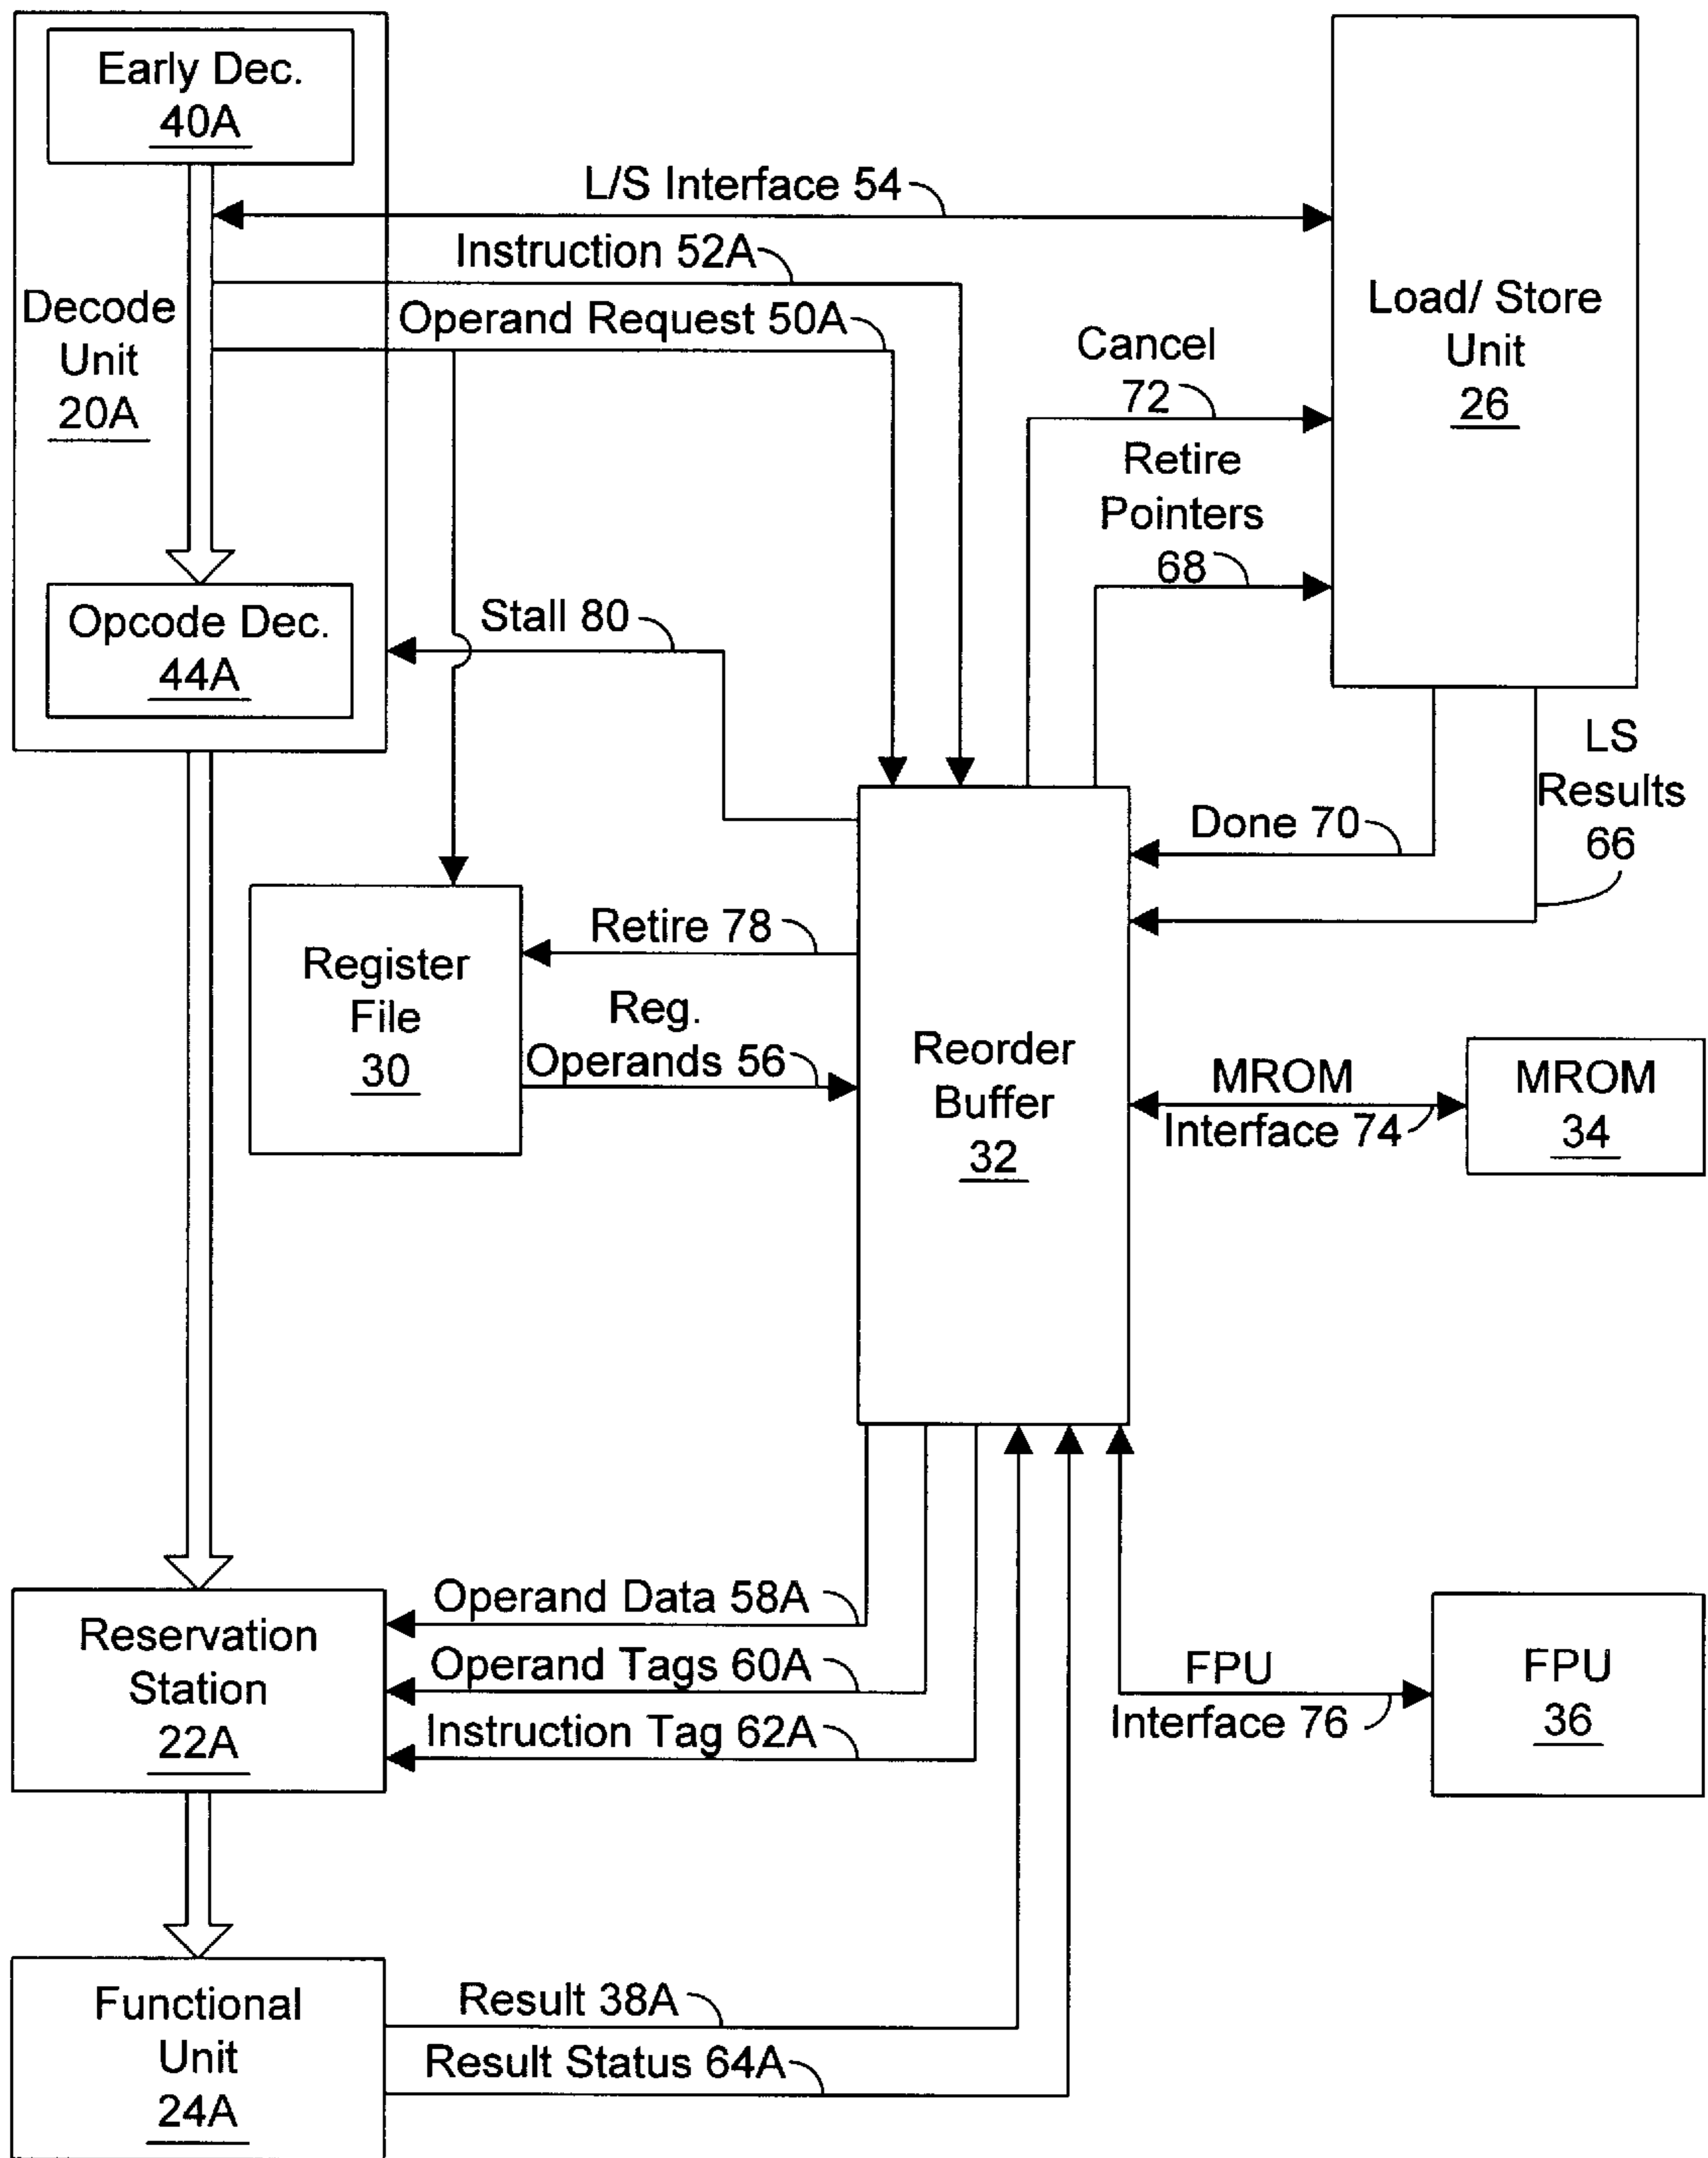 Early Dec.
40A
L/S Interface 54
Instruction 52A
Operand Request 50A
Decode
Unit
20A
Load/ Store
Unit
26
Cancel
72
Retire
Pointers
68
Opcode Dec.
44A
Stall 80
LS
Results
66
Done 70
Register
File
30
Retire 78
Reg.
Operands 56
Reorder
Buffer
32
MROM
Interface 74
MROM
34
Reservation
Station
22A
Operand Data 58A
Operand Tags 60A
Instruction Tag 62A
FPU
Interface 76
FPU
36
Functional
Unit
24A
Result 38A
Result Status 64A